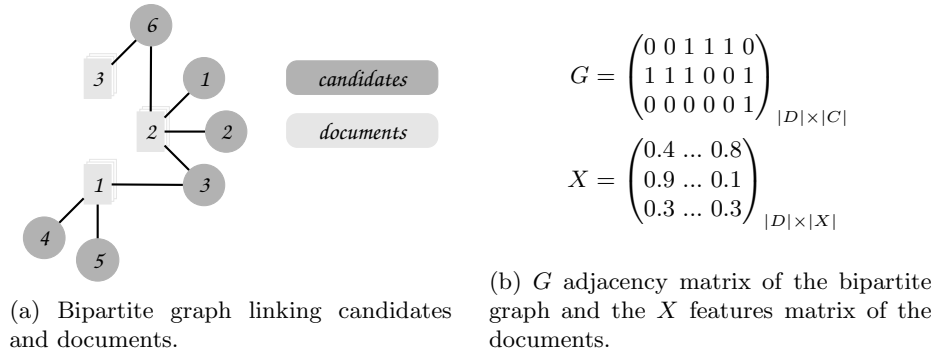 6
3
1
candidates
2
2
documents
1
3
4
5
(a) Bipartite graph linking candidates
and documents.
G = (0 0 1 1 1 0
1 1 1 0 0 1
0 0 0 0 0 1) |D|×|C|
X = (0.4 ... 0.8
0.9 ... 0.1
0.3 ... 0.3) |D|×|X|
(b) G adjacency matrix of the bipartite
graph and the X features matrix of the
documents.